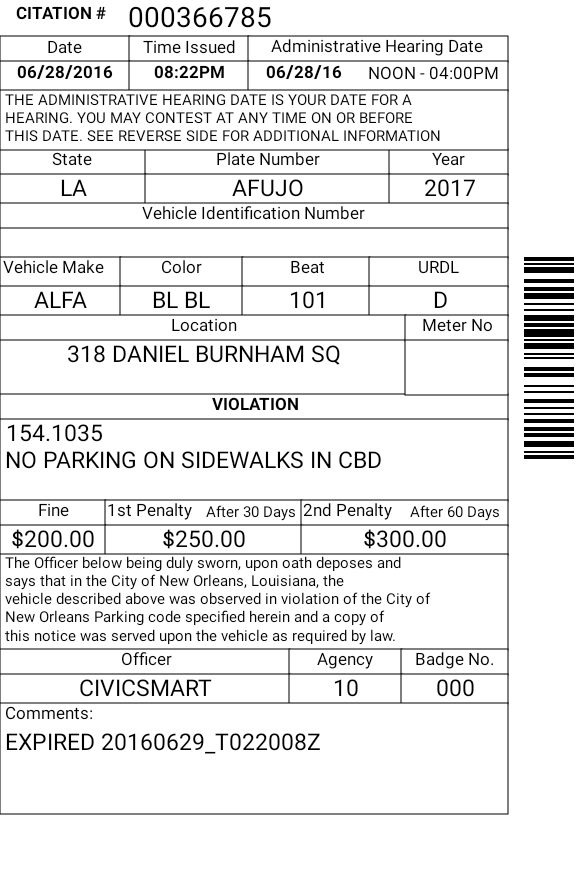 CITATION # 000366785
Date Time Issued Administrative Hearing Date
06/28/2016 08:22PM 06/28/16 NOON - 04:00PM
THE ADMINISTRATIVE HEARING DATE IS YOUR DATE FOR A
HEARING. YOU MAY CONTEST AT ANY TIME ON OR BEFORE
THIS DATE. SEE REVERSE SIDE FOR ADDITIONAL INFORMATION
State Plate Number Year
LA AFUJO 2017
Vehicle Identification Number
Vehicle Make Color Beat URDL
ALFA BL BL 101 D
Location Meter No
318 DANIEL BURNHAM SQ
VIOLATION
154.1035
NO PARKING ON SIDEWALKS IN CBD
Fine 1st Penalty After 30 Days 2nd Penalty After 60 Days
$200.00 $250.00 $300.00
The Officer below being duly sworn, upon oath deposes and
says that in the City of New Orleans, Louisiana, the
vehicle described above was observed in violation of the City of
New Orleans Parking code specified herein and a copy of
this notice was served upon the vehicle as required by law.
Officer Agency Badge No.
CIVICSMART 10 000
Comments:
EXPIRED 20160629_T022008Z